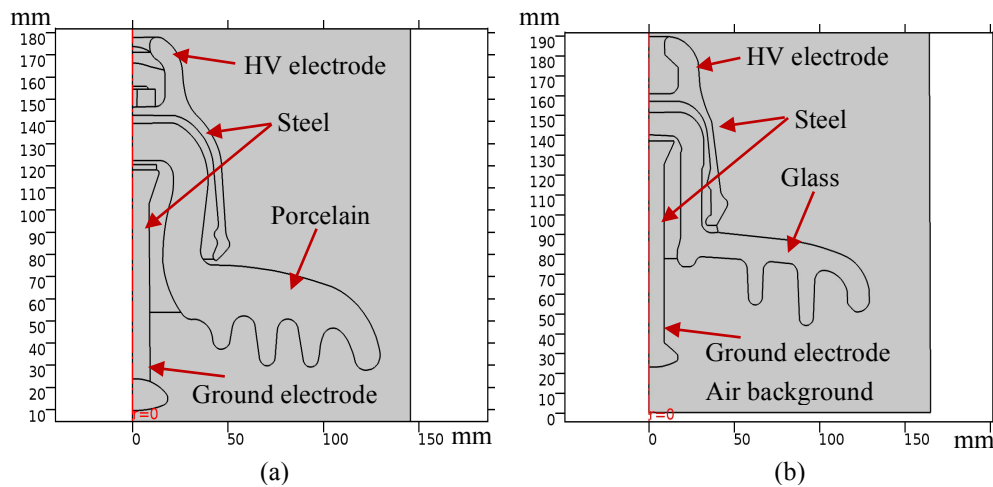 mm
180
170
160
150
140
130
120
110
100
90
80
70
60
50
40
30
20
10
HV electrode
Steel
Porcelain
Ground electrode
r=0
0 50 100 150 mm
(a)
mm
190
180
170
160
150
140
130
120
110
100
90
80
70
60
50
40
30
20
10
0
HV electrode
Steel
Glass
Ground electrode
Air background
r=0
0 50 100 150 mm
(b)